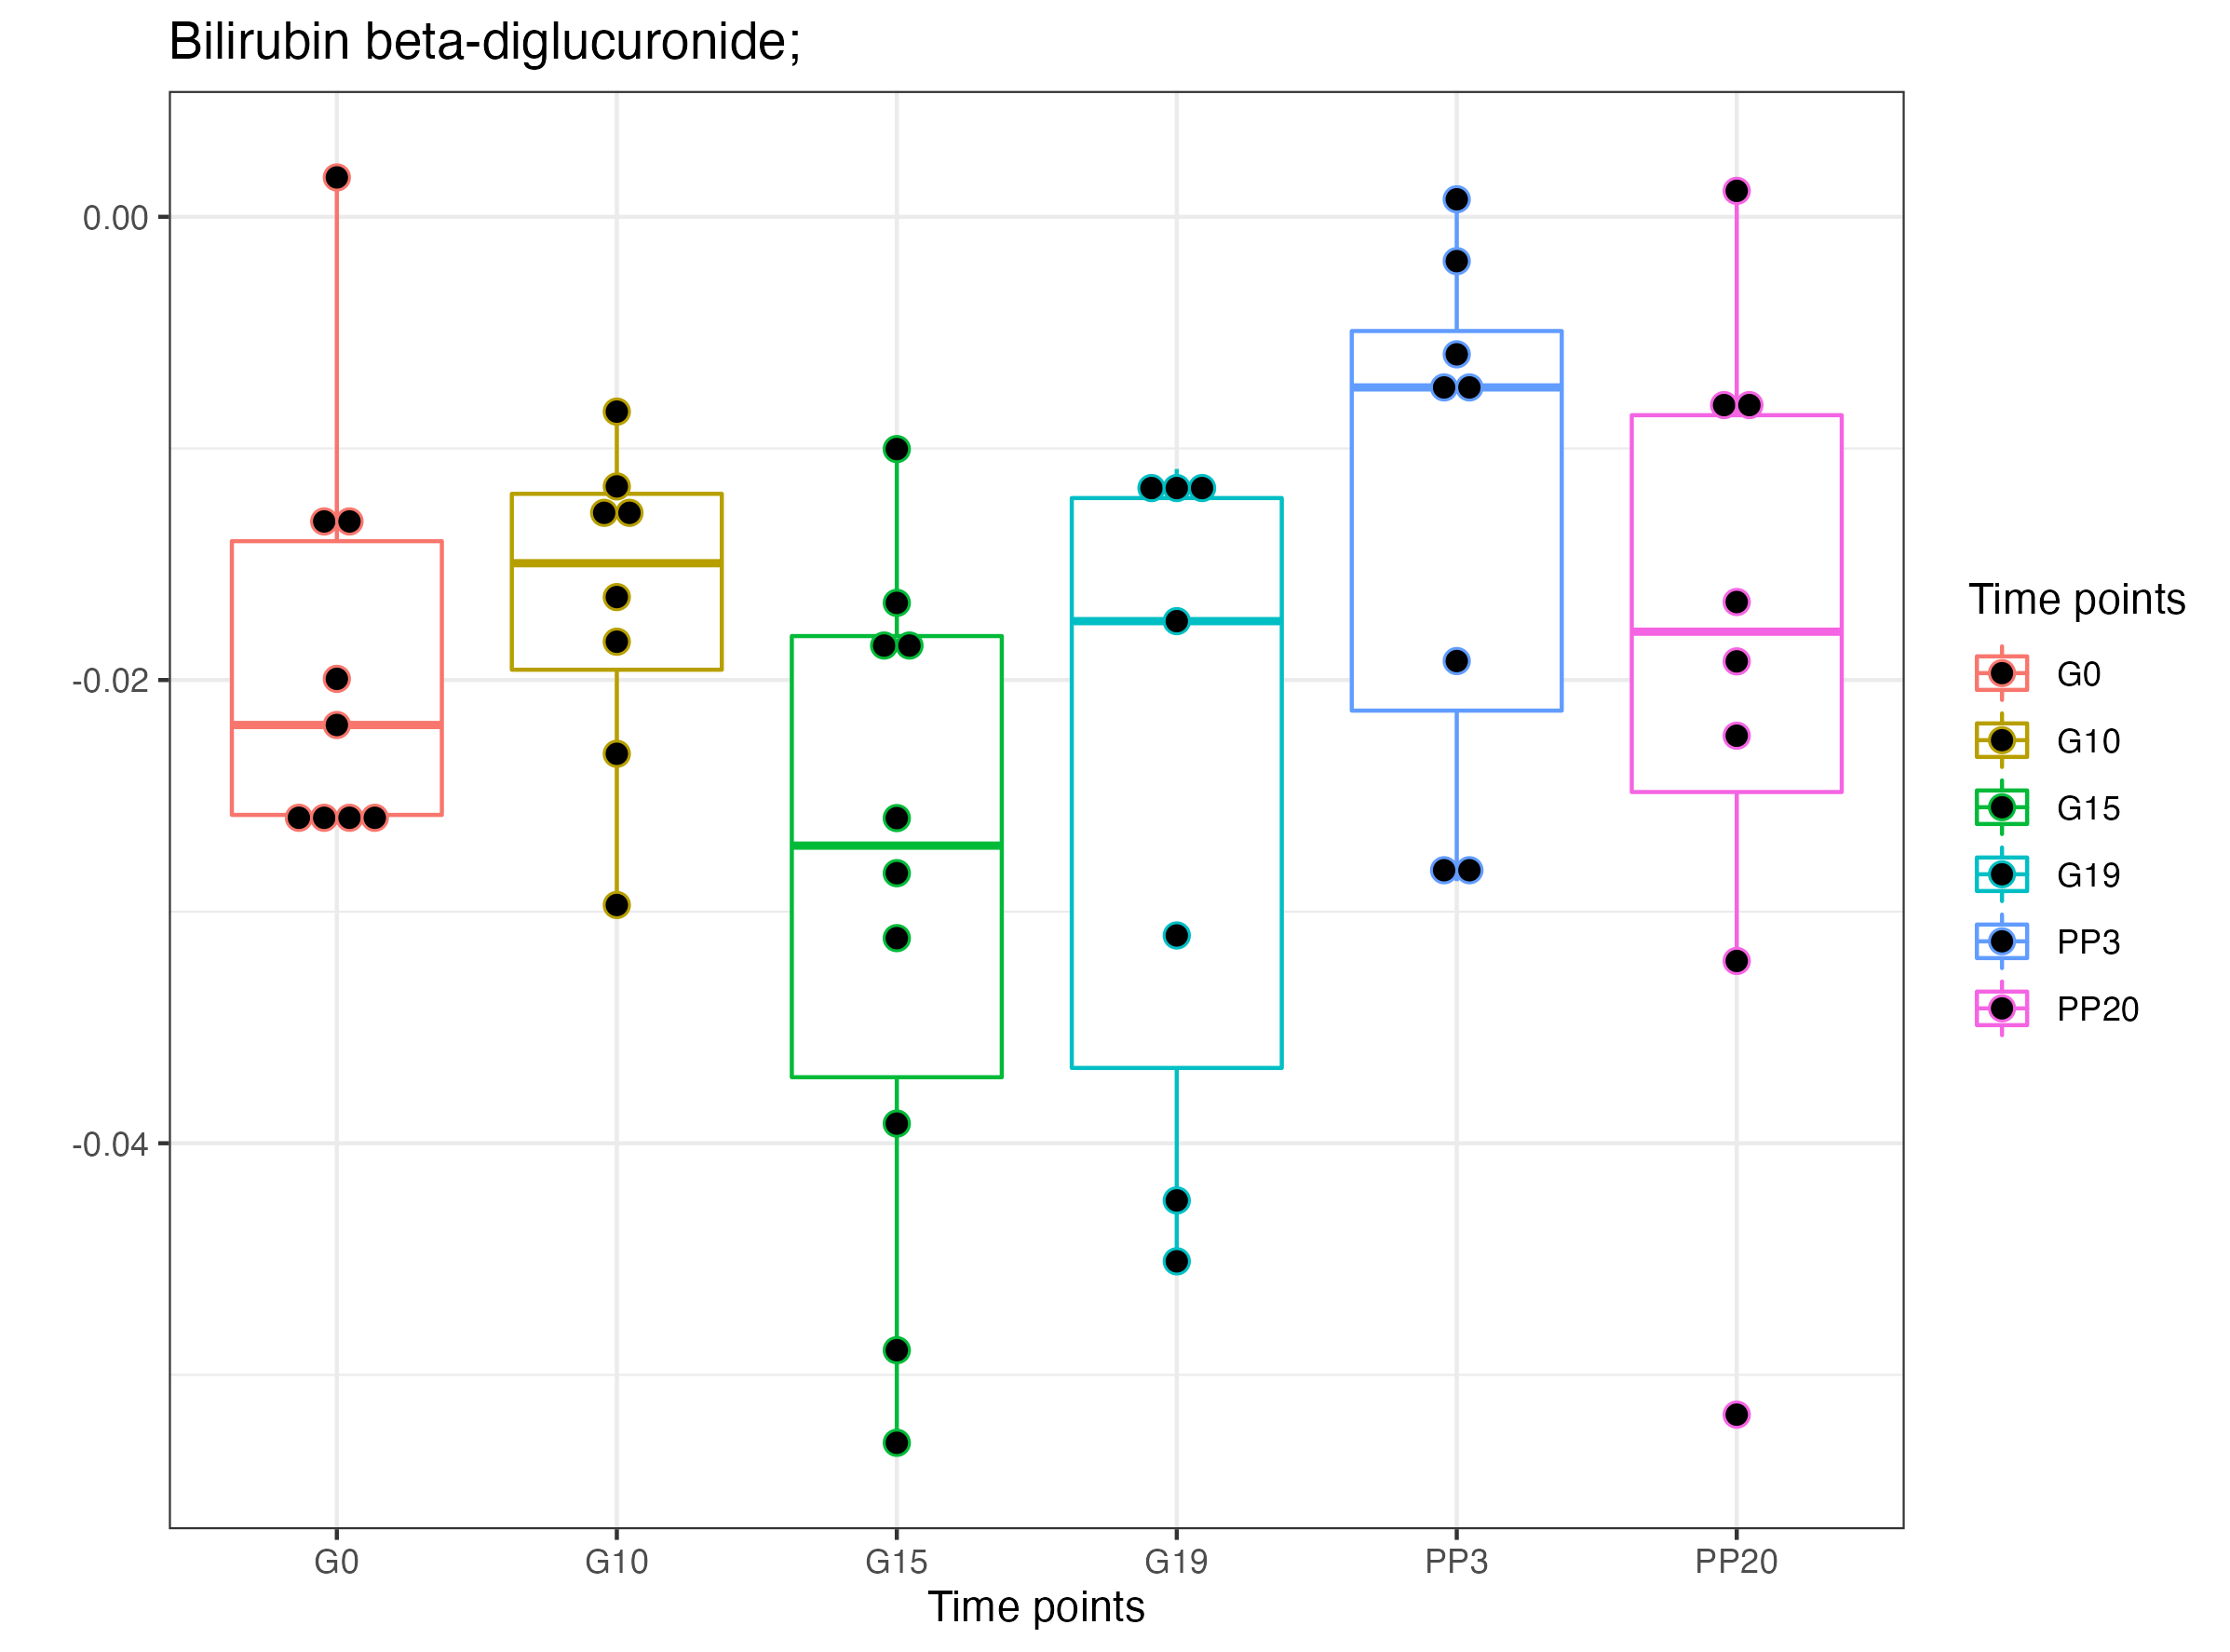 Bilirubin beta-diglucuronide;
0.00
-0.02
-0.04
G0
G10
G15
G19
PP3
PP20
Time points
Time points
G0
G10
G15
G19
PP3
PP20